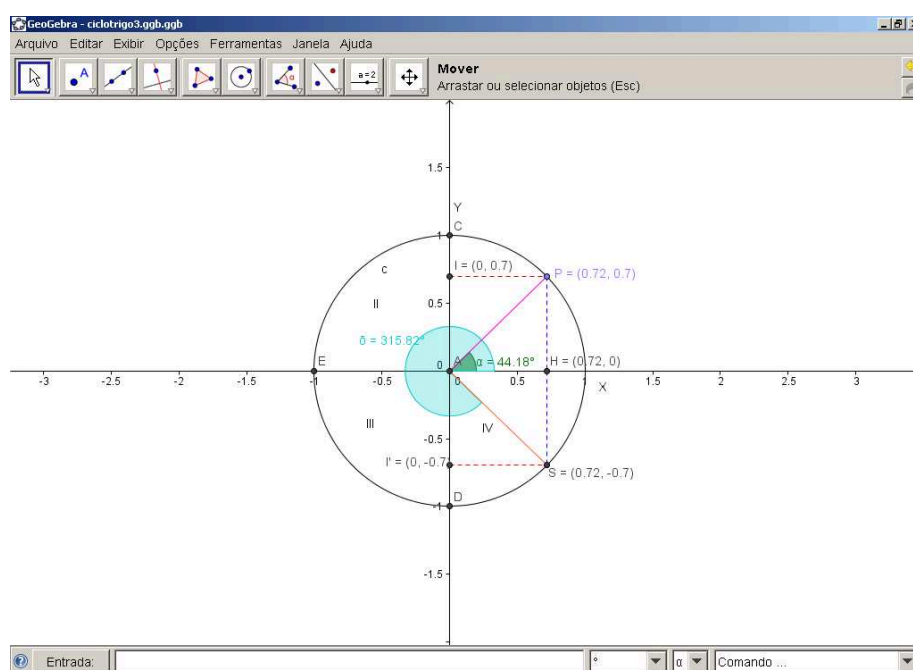 GeoGebra - ciclotrigo3.ggb.ggb
Arquivo Editar Exibir Opções Ferramentas Janela Ajuda
A
α
a=2
Mover
Arrastar ou selecionar objetos (Esc)
1.5
Y
C
1
c
I = (0, 0.7)
P = (0.72, 0.7)
II
0.5
δ = 315.82°
E
0
A
α = 44.18°
H = (0.72, 0)
-3 -2.5 -2 -1.5 -1 -0.5 0 0.5 1 1.5 2 2.5 3
X
III
-0.5
IV
I' = (0, -0.7
S = (0.72, -0.7)
D
-1
-1.5
Entrada:
°
α
Comando ...